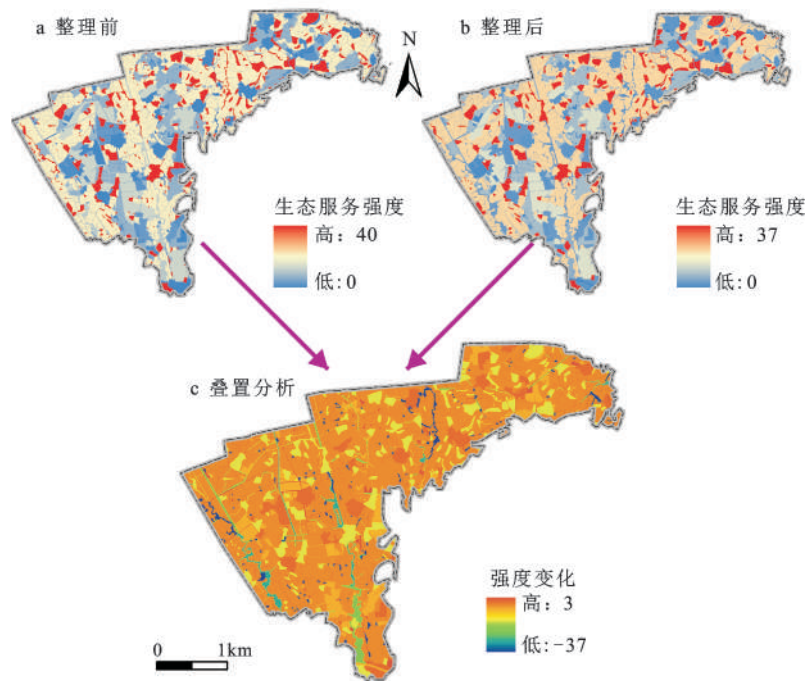 a 整理前
N
b 整理后
生态服务强度
高：40
低:0
生态服务强度
高：37
低:0
c 叠置分析
强度变化
高：3
低:-37
0 1km